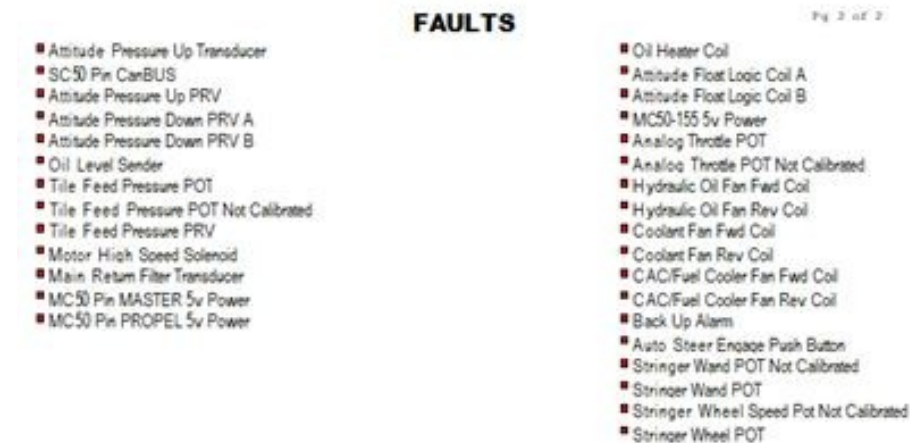 FAULTS
Pg 2 of 2
Attitude Pressure Up Transducer
SC50 Pin CanBUS
Attitude Pressure Up PRV
Attitude Pressure Down PRV A
Attitude Pressure Down PRV B
Oil Level Sender
Tile Feed Pressure POT
Tile Feed Pressure POT Not Calibrated
Tile Feed Pressure PRV
Motor High Speed Solenoid
Main Return Filter Transducer
MC50 Pin MASTER 5v Power
MC50 Pin PROPEL 5v Power
Oil Heater Coil
Attitude Float Logic Coil A
Attitude Float Logic Coil B
MC50-155 5v Power
Analog Throttle POT
Analog Throttle POT Not Calibrated
Hydraulic Oil Fan Fwd Coil
Hydraulic Oil Fan Rev Coil
Coolant Fan Fwd Coil
Coolant Fan Rev Coil
CAC/Fuel Cooler Fan Fwd Coil
CAC/Fuel Cooler Fan Rev Coil
Back Up Alarm
Auto Steer Engage Push Button
Stringer Wand POT Not Calibrated
Stringer Wand POT
Stringer Wheel Speed Pot Not Calibrated
Stringer Wheel POT